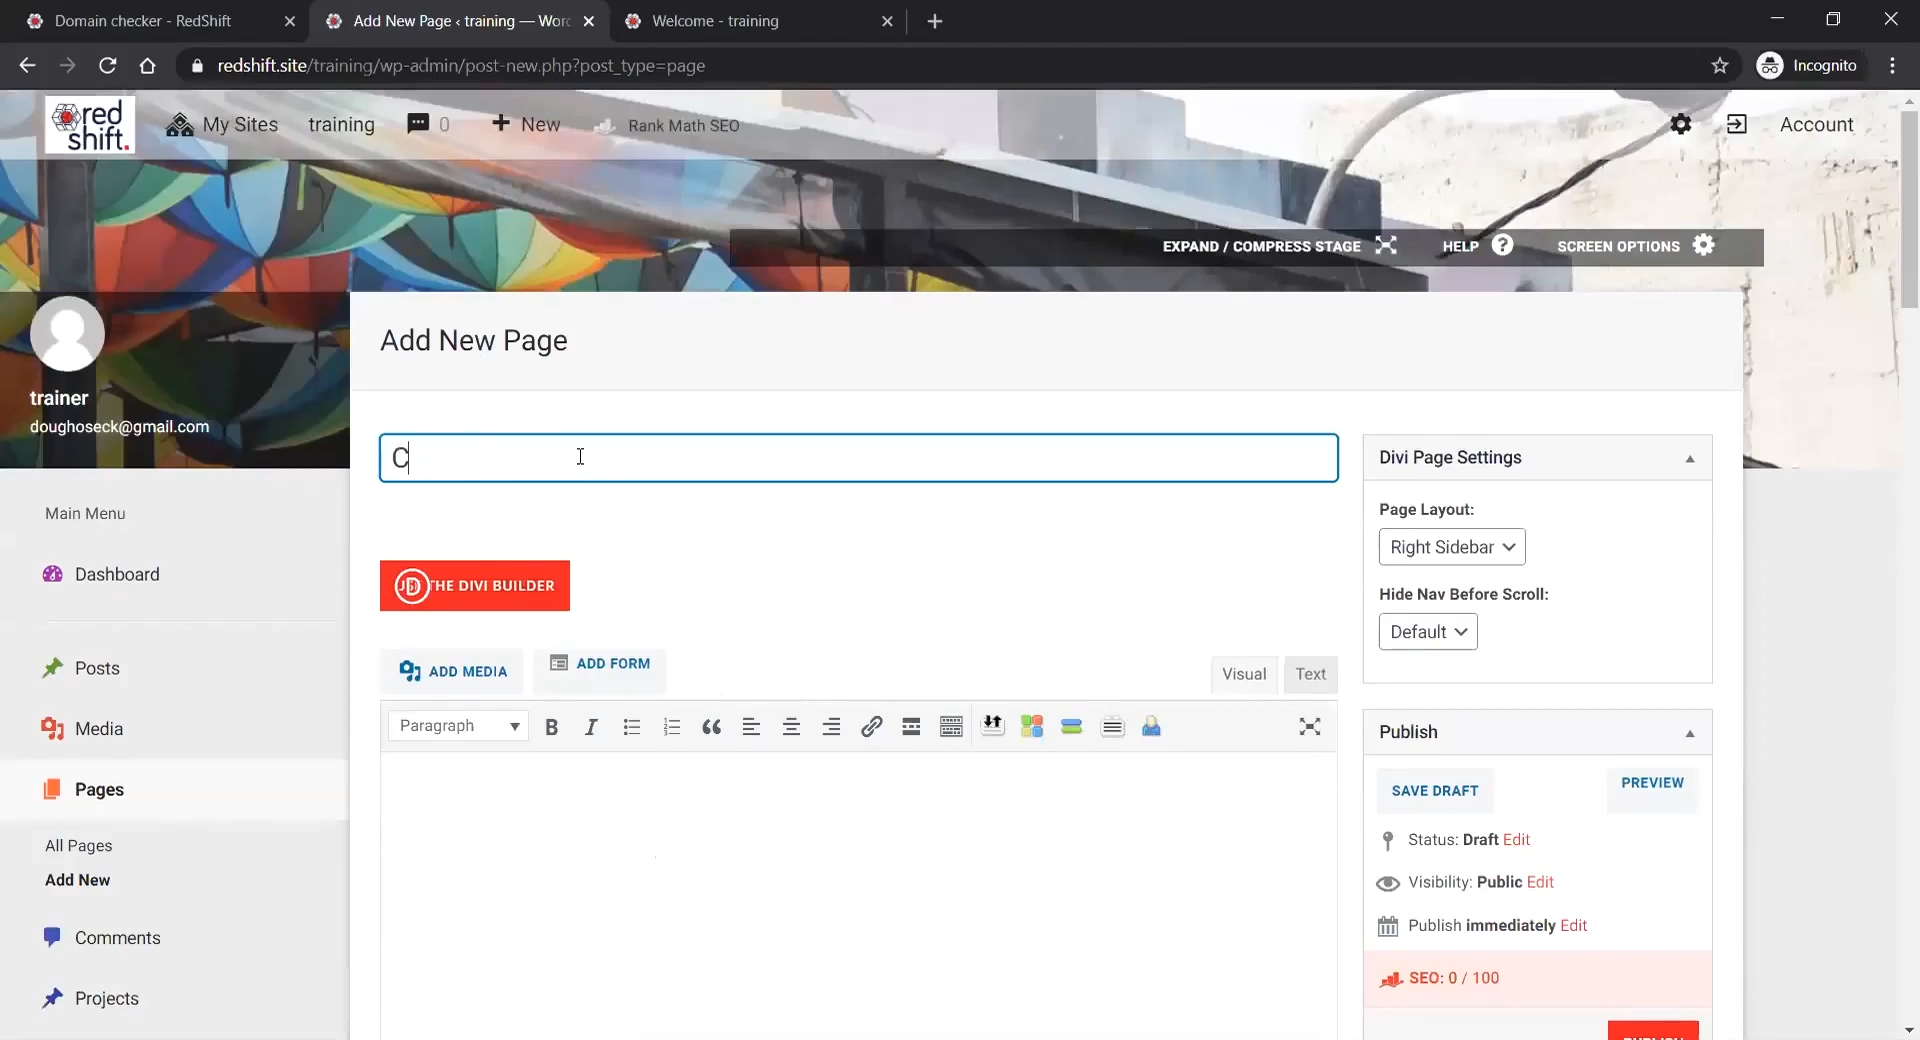 Domain checker - RedShift
Add New Page ‹ training — Wor
Welcome - training
redshift.site/training/wp-admin/post-new.php?post_type=page
Incognito
red shift.
My Sites
training
0
New
Rank Math SEO
Account
EXPAND / COMPRESS STAGE
HELP
SCREEN OPTIONS
trainer
doughoseck@gmail.com
Add New Page
C
Divi Page Settings
Page Layout:
Right Sidebar
Hide Nav Before Scroll:
Default
Main Menu
Dashboard
Posts
Media
Pages
All Pages
Add New
Comments
Projects
THE DIVI BUILDER
ADD MEDIA
ADD FORM
Visual
Text
Paragraph
B
I
Publish
SAVE DRAFT
PREVIEW
Status: Draft Edit
Visibility: Public Edit
Publish immediately Edit
SEO: 0 / 100